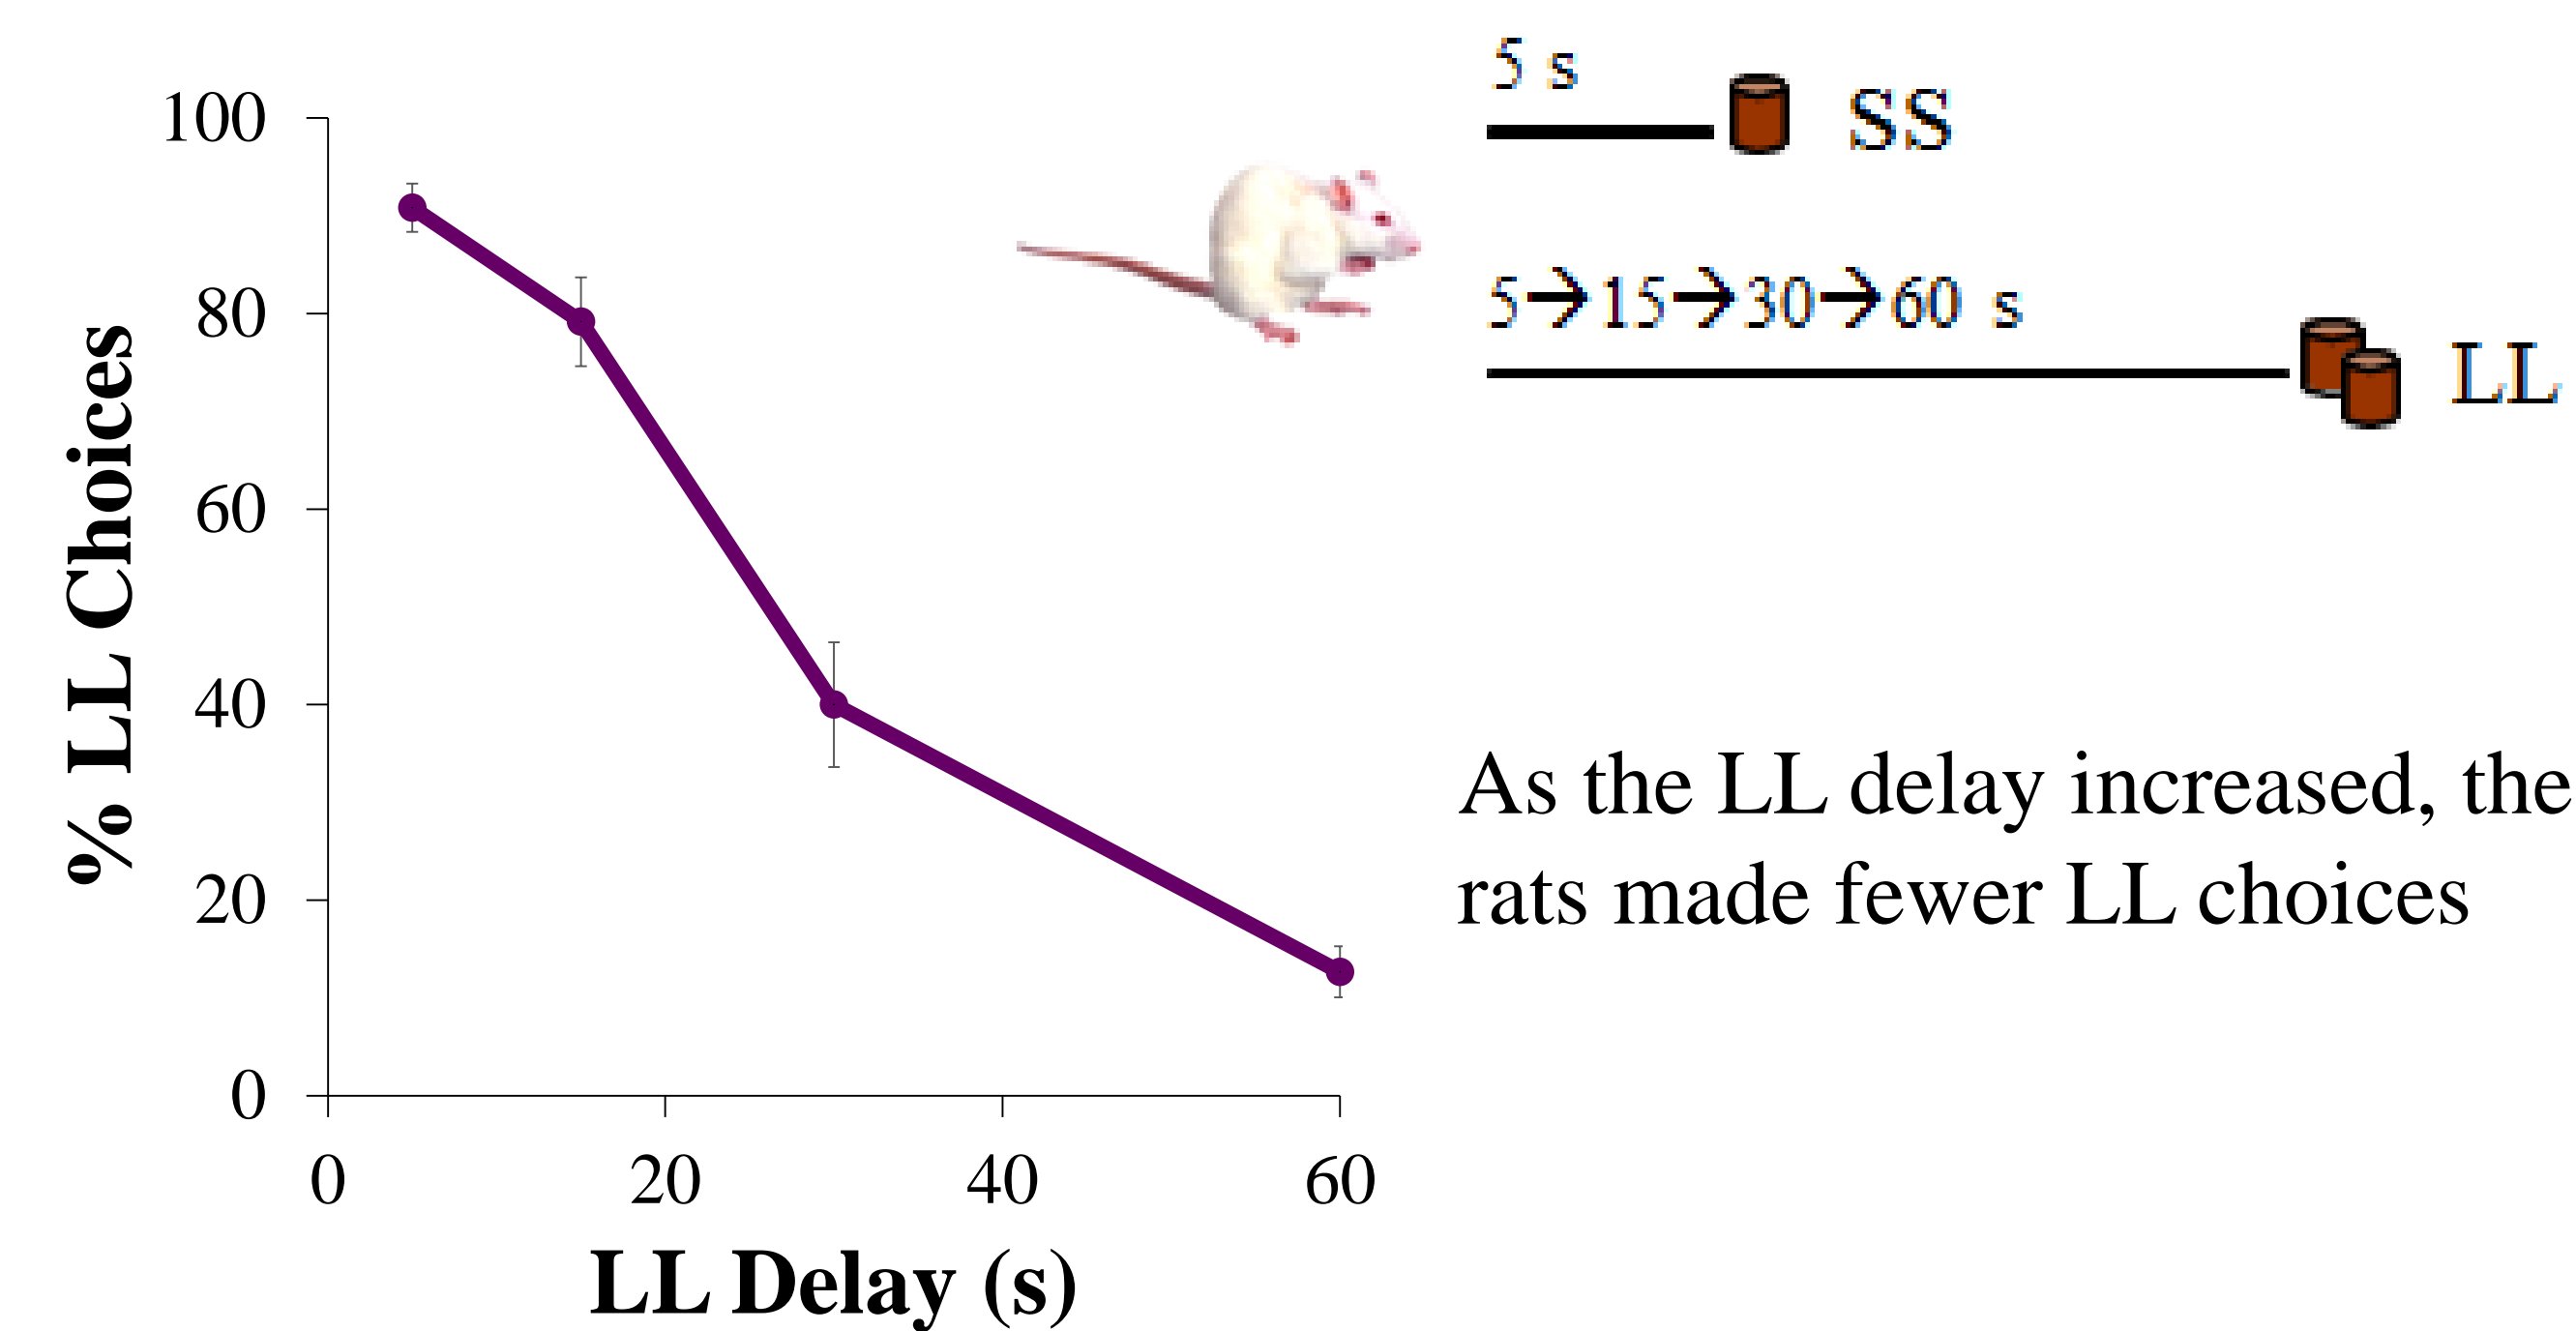 5 s
SS
5→15→30→60 s
LL
100
80
60
40
20
0
% LL Choices
0 20 40 60
LL Delay (s)
As the LL delay increased, the
rats made fewer LL choices